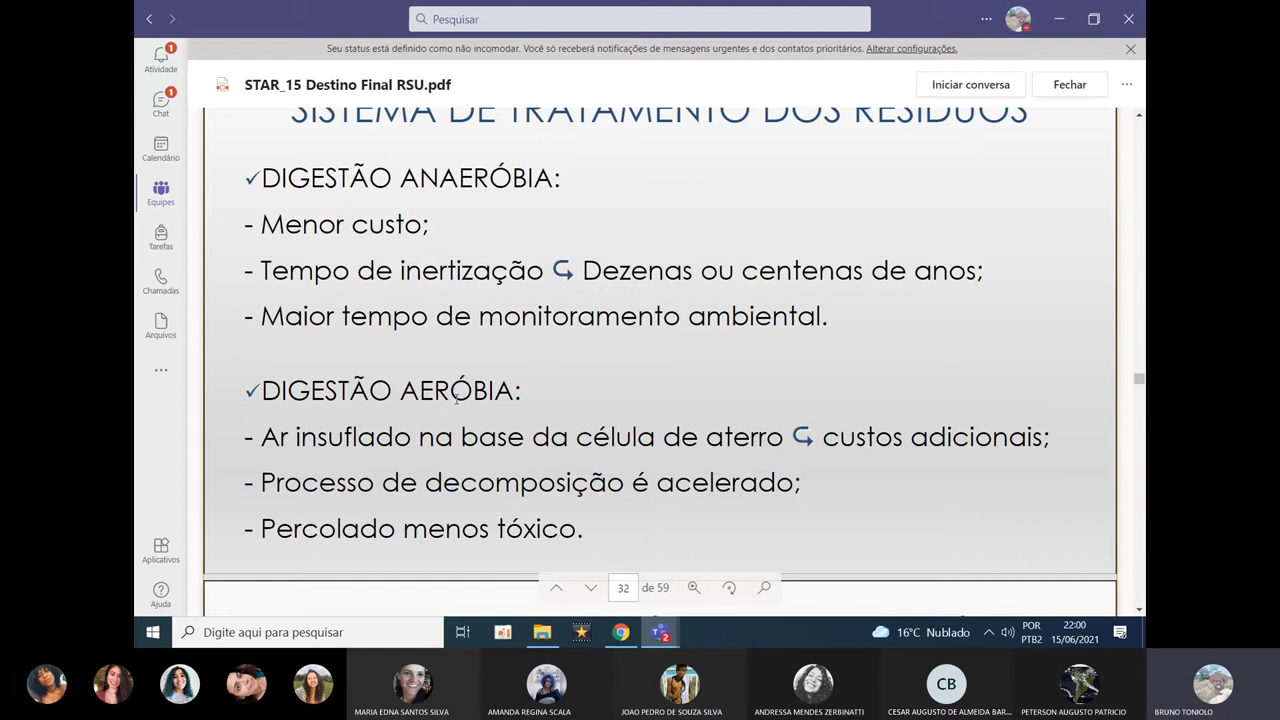 Pesquisar
Seu status está definido como não incomodar. Você só receberá notificações de mensagens urgentes e dos contatos prioritários. Alterar configurações.
1
Atividade
1
Chat
Calendário
Equipes
Tarefas
Chamadas
Arquivos
Aplicativos
Ajuda
STAR_15 Destino Final RSU.pdf
Iniciar conversa
Fechar
SISTEMA DE TRATAMENTO DOS RESÍDUOS
DIGESTÃO ANAERÓBIA:
- Menor custo;
- Tempo de inertização ⮑ Dezenas ou centenas de anos;
- Maior tempo de monitoramento ambiental.
DIGESTÃO AERÓBIA:
- Ar insuflado na base da célula de aterro ⮑ custos adicionais;
- Processo de decomposição é acelerado;
- Percolado menos tóxico.
32 de 59
Digite aqui para pesquisar
2
16°C Nublado
POR
PTB2
22:00
15/06/2021
MARIA EDNA SANTOS SILVA
AMANDA REGINA SCALA
JOAO PEDRO DE SOUZA SILVA
ANDRESSA MENDES ZERBINATTI
CB
CESAR AUGUSTO DE ALMEIDA BAR...
PETERSON AUGUSTO PATRICIO
BRUNO TONIOLO